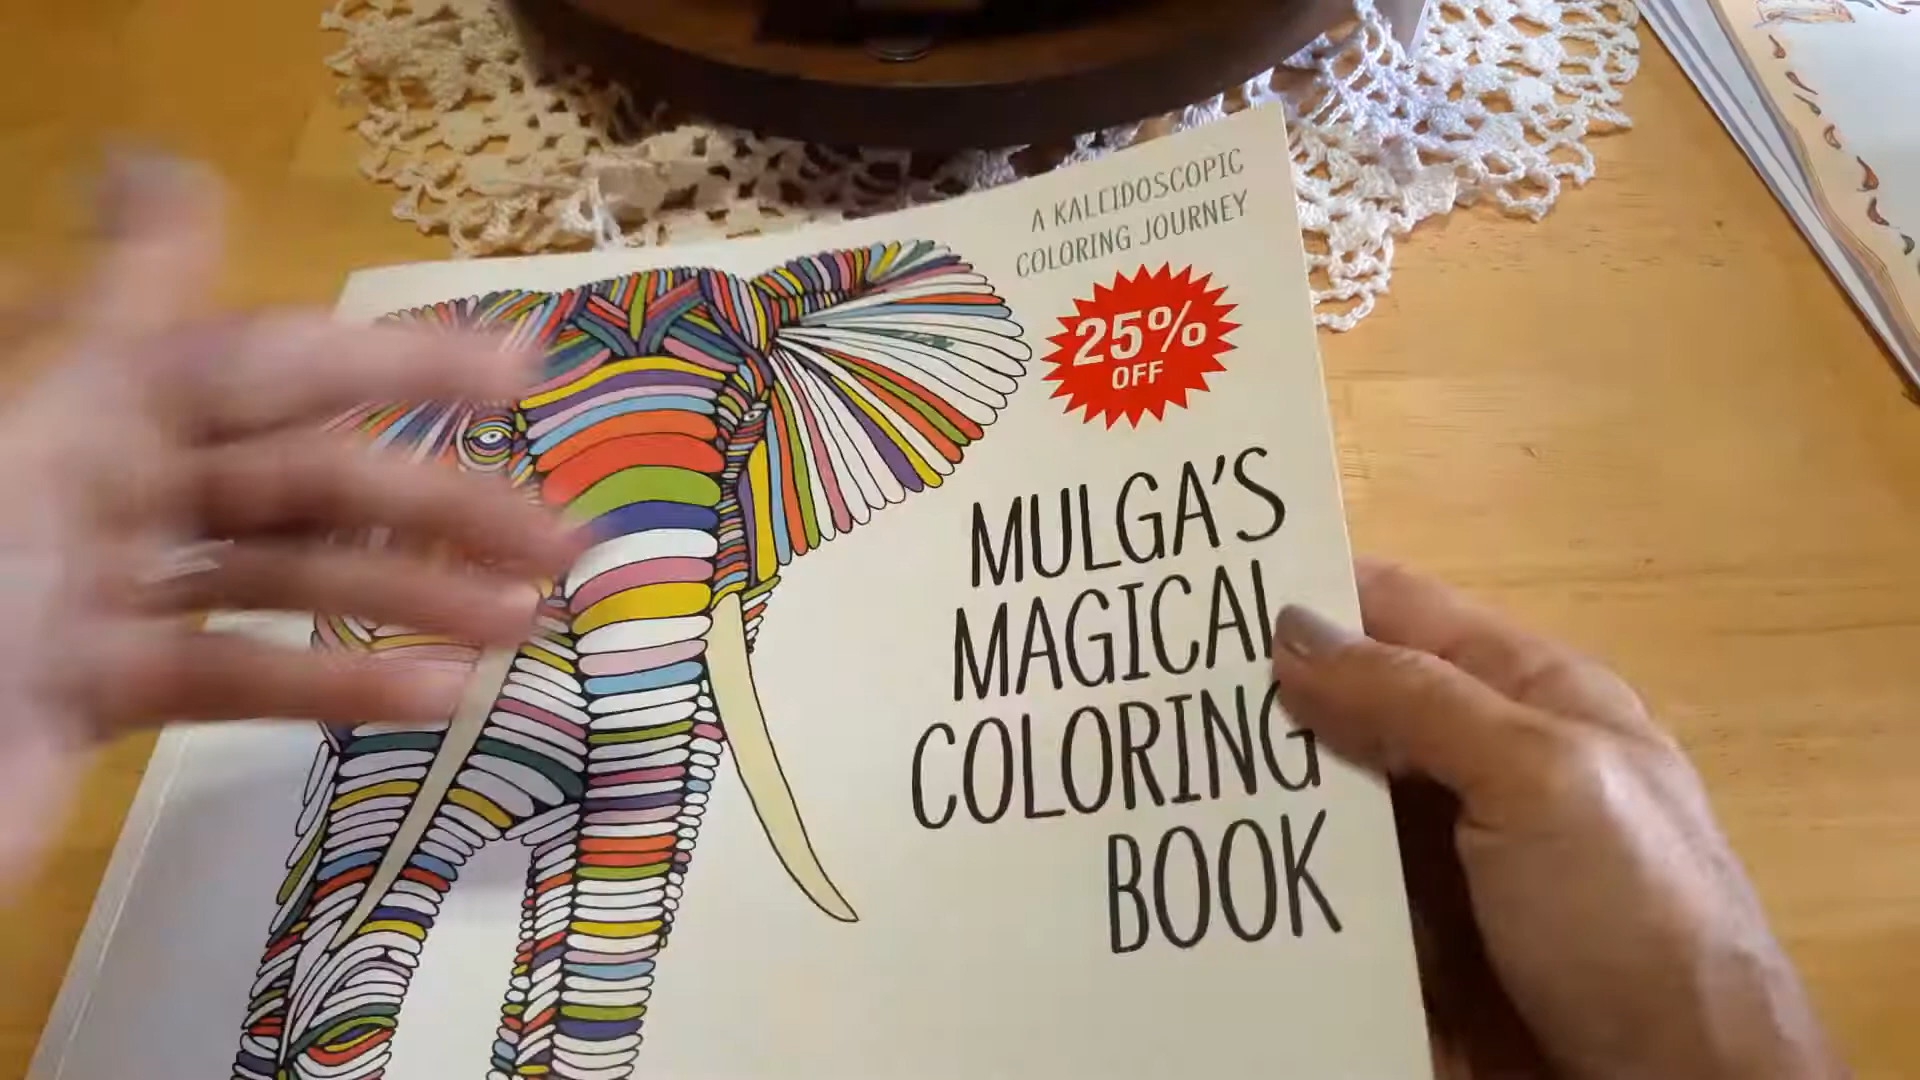 A KALEIDOSCOPIC
COLORING JOURNEY
25%
OFF
MULGA'S
MAGICAL
COLORING
BOOK